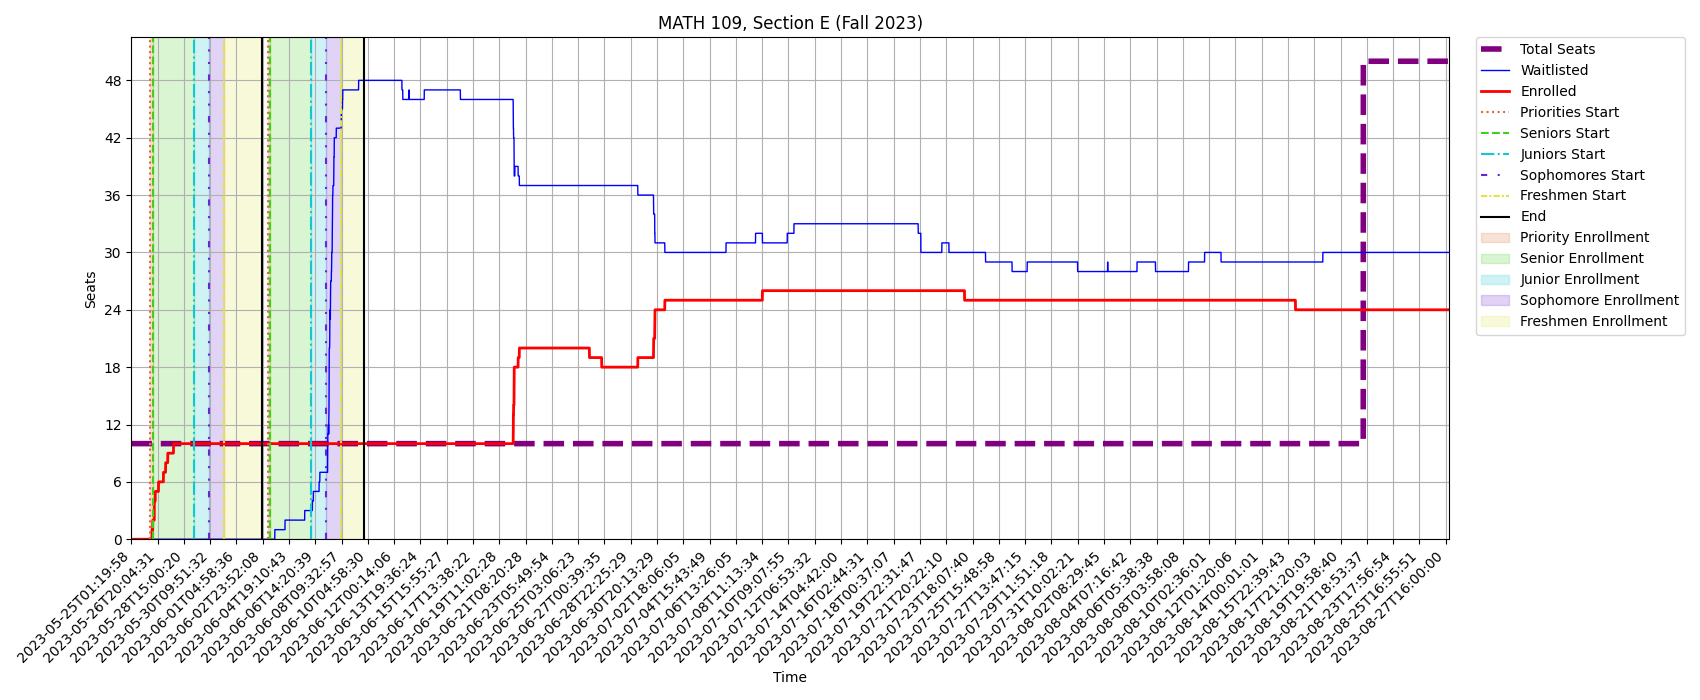 MATH 109, Section E (Fall 2023)
Seats
48
42
36
30
24
18
12
6
0
2023-05-25T01:19:58
2023-05-26T20:04:31
2023-05-28T15:00:20
2023-05-30T09:51:32
2023-06-01T04:58:36
2023-06-02T23:52:08
2023-06-04T19:10:43
2023-06-06T14:20:39
2023-06-08T09:32:57
2023-06-10T04:58:30
2023-06-12T00:14:06
2023-06-13T19:36:24
2023-06-15T15:55:27
2023-06-17T13:38:22
2023-06-19T11:02:28
2023-06-21T08:20:28
2023-06-23T05:49:54
2023-06-25T03:06:23
2023-06-27T00:39:35
2023-06-28T22:25:29
2023-06-30T20:13:29
2023-07-02T18:06:05
2023-07-04T15:43:49
2023-07-06T13:26:05
2023-07-08T11:13:34
2023-07-10T09:07:55
2023-07-12T06:53:32
2023-07-14T04:42:00
2023-07-16T02:44:31
2023-07-18T00:37:07
2023-07-19T22:31:47
2023-07-21T20:22:10
2023-07-23T18:07:40
2023-07-25T15:48:58
2023-07-27T13:47:15
2023-07-29T11:51:18
2023-07-31T10:02:21
2023-08-02T08:29:45
2023-08-04T07:16:42
2023-08-06T05:38:38
2023-08-08T03:58:08
2023-08-10T02:36:01
2023-08-12T01:20:06
2023-08-14T00:01:01
2023-08-15T22:39:43
2023-08-17T21:20:03
2023-08-19T19:58:40
2023-08-21T18:53:37
2023-08-23T17:56:54
2023-08-25T16:55:51
2023-08-27T16:00:00
Time
Total Seats
Waitlisted
Enrolled
Priorities Start
Seniors Start
Juniors Start
Sophomores Start
Freshmen Start
End
Priority Enrollment
Senior Enrollment
Junior Enrollment
Sophomore Enrollment
Freshmen Enrollment